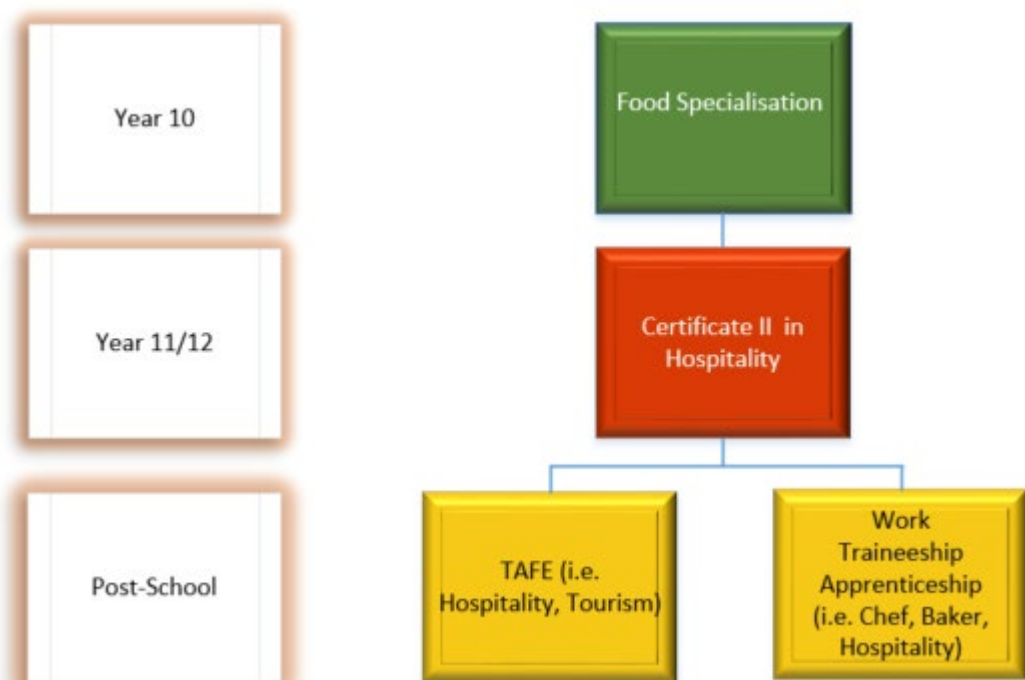 Year 10
Food Specialisation
Year 11/12
Certificate II in
Hospitality
Post-School
TAFE (i.e.
Hospitality, Tourism)
Work
Traineeship
Apprenticeship
(i.e. Chef, Baker,
Hospitality)